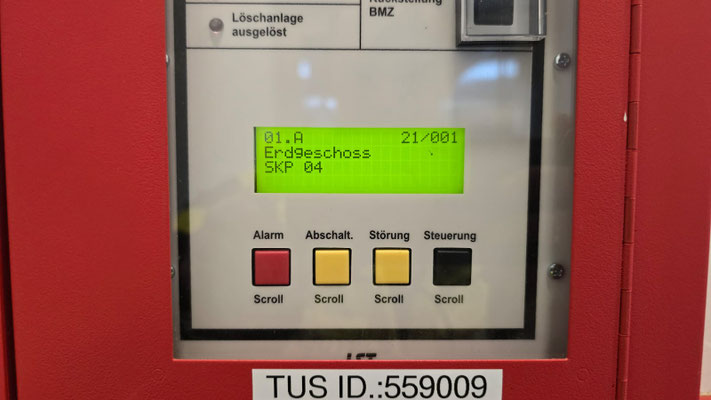 Löschanlage
ausgelöst
Rückstellung
BMZ
01.A 21/001
Erdgeschoss
SKP 04
Alarm Abschalt. Störung Steuerung
Scroll Scroll Scroll Scroll
TUS ID.:559009